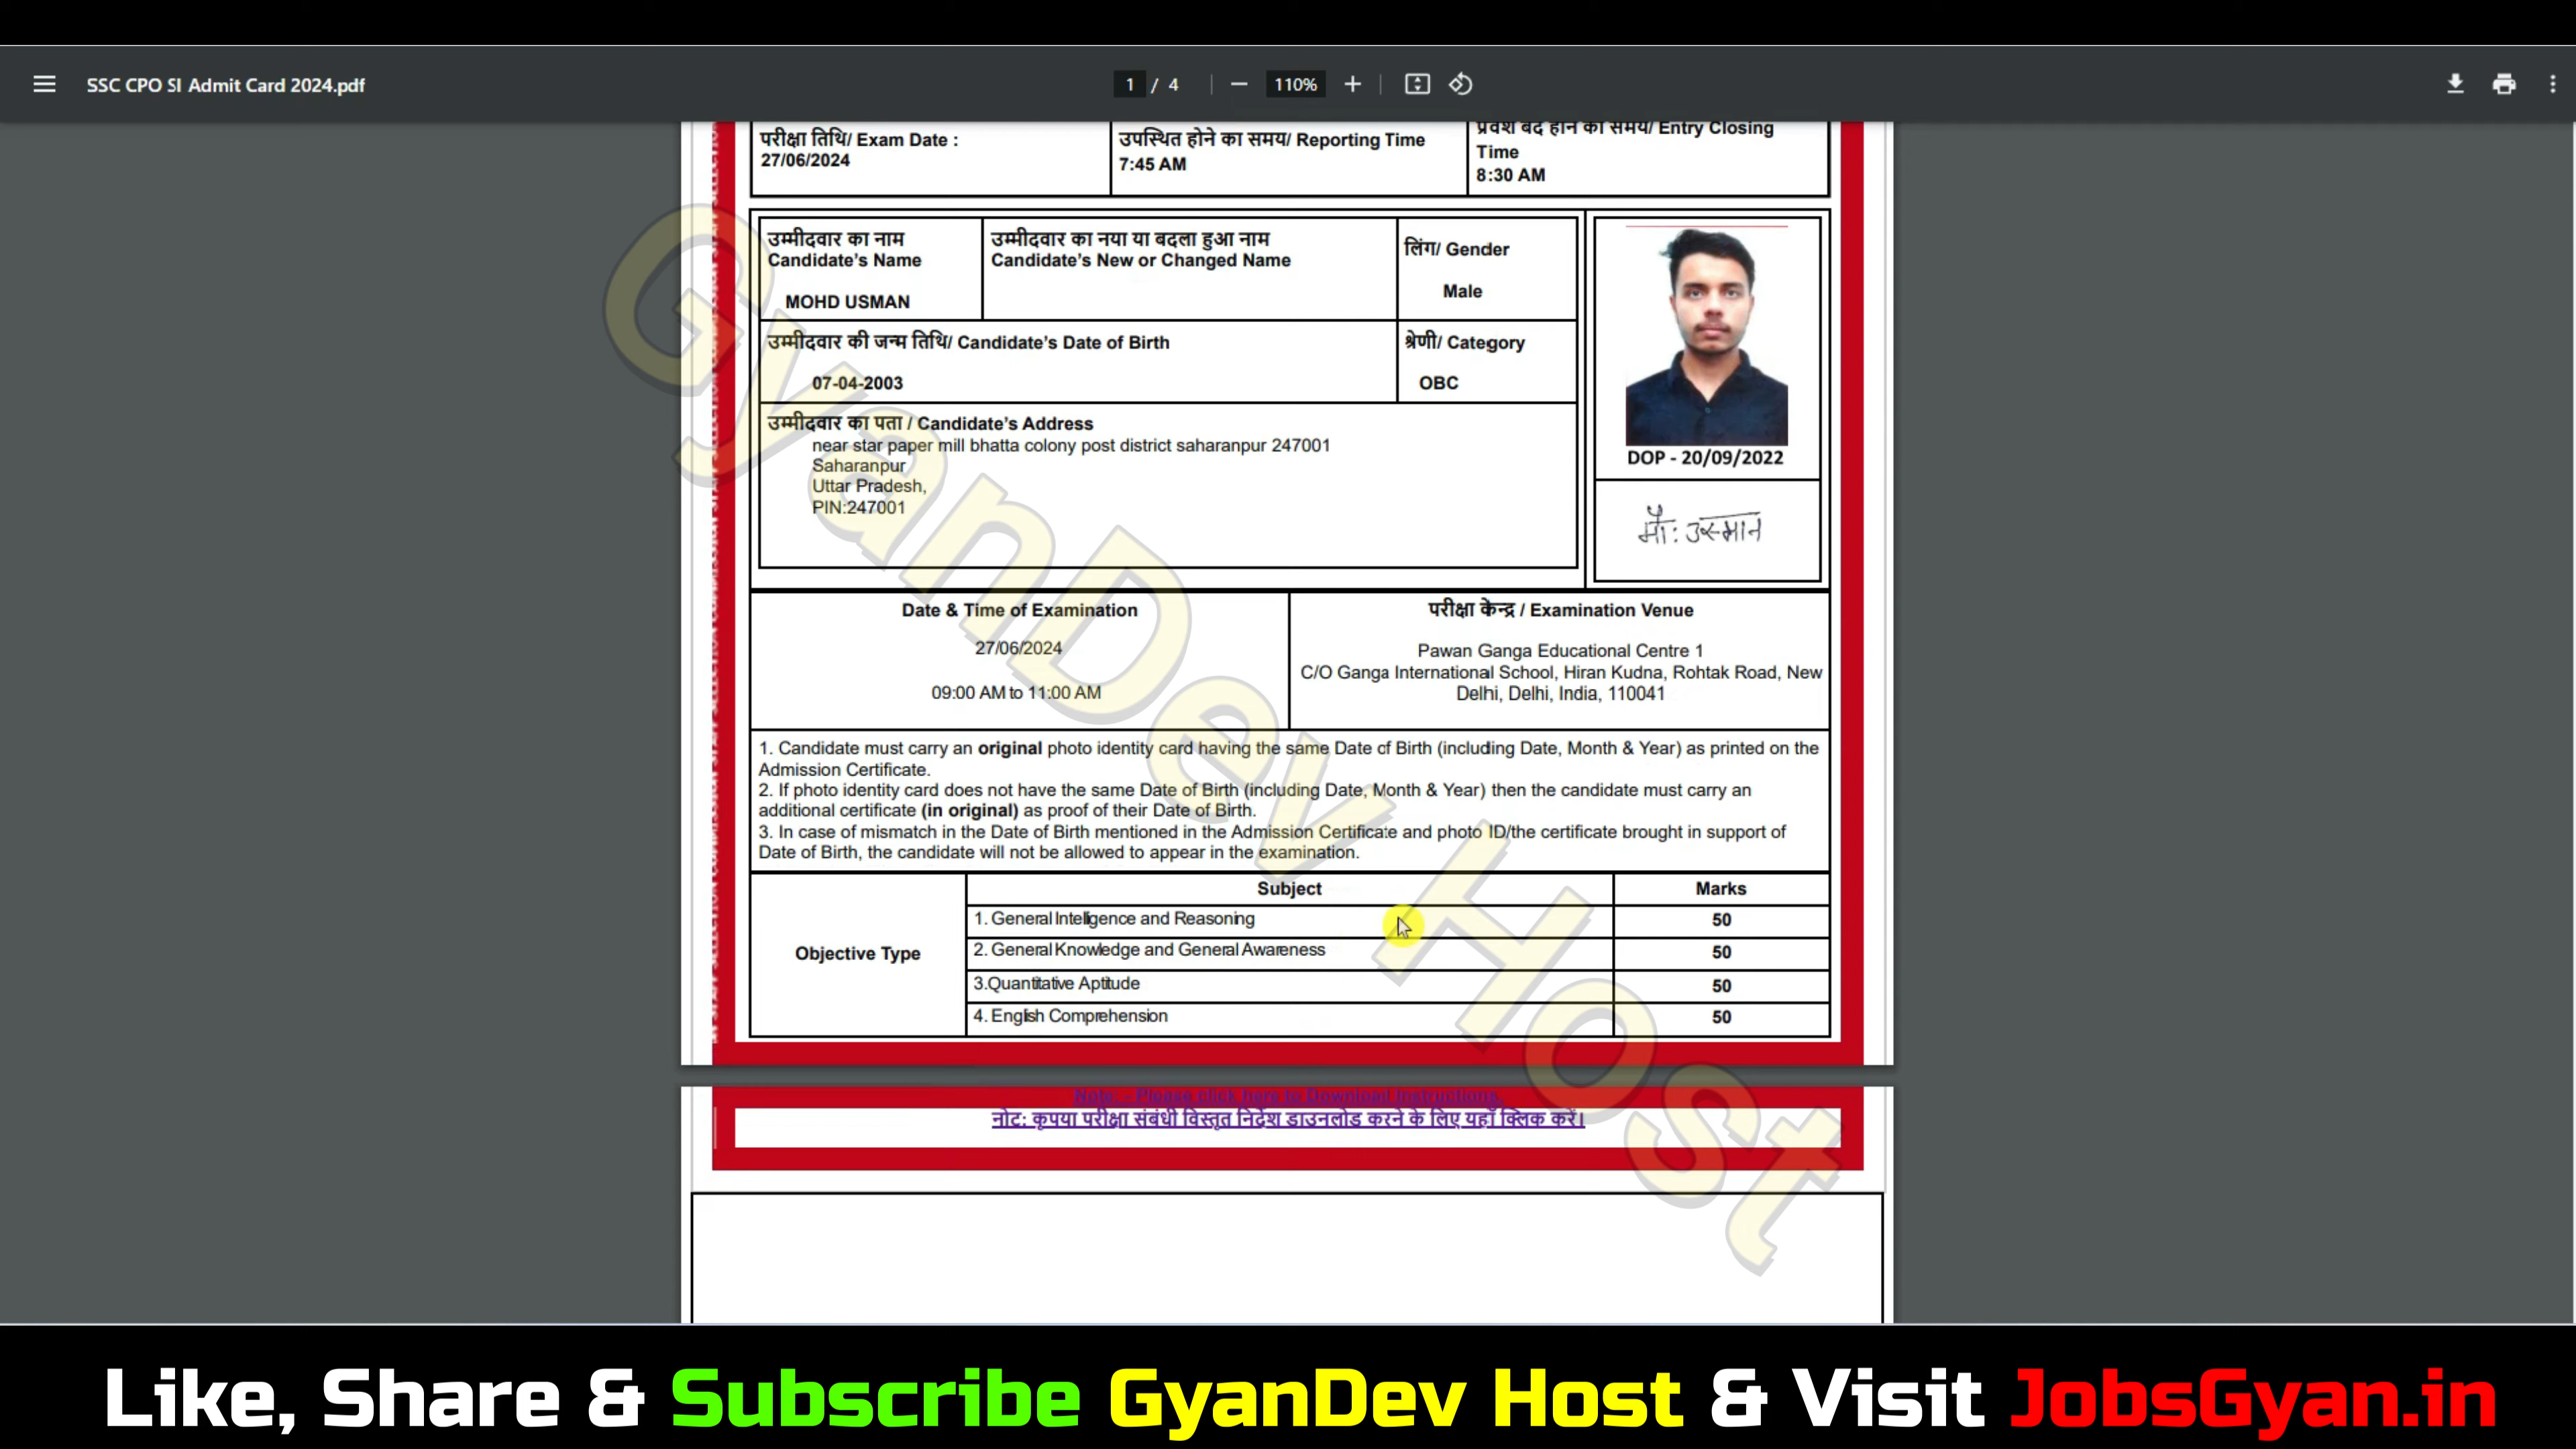 SSC CPO SI Admit Card 2024.pdf
1 / 4
110%
परीक्षा तिथि/ Exam Date :
27/06/2024
उपस्थित होने का समय/ Reporting Time
7:45 AM
प्रवेश बंद होने का समय/ Entry Closing
Time
8:30 AM
उम्मीदवार का नाम
Candidate's Name
MOHD USMAN
उम्मीदवार का नया या बदला हुआ नाम
Candidate's New or Changed Name
लिंग/ Gender
Male
उम्मीदवार की जन्म तिथि/ Candidate's Date of Birth
07-04-2003
श्रेणी/ Category
OBC
उम्मीदवार का पता / Candidate's Address
near star paper mill bhatta colony post district saharanpur 247001
Saharanpur
Uttar Pradesh,
PIN:247001
DOP - 20/09/2022
मौ: उस्मान
Date & Time of Examination
27/06/2024
09:00 AM to 11:00 AM
परीक्षा केन्द्र / Examination Venue
Pawan Ganga Educational Centre 1
C/O Ganga International School, Hiran Kudna, Rohtak Road, New
Delhi, Delhi, India, 110041
1. Candidate must carry an original photo identity card having the same Date of Birth (including Date, Month & Year) as printed on the
Admission Certificate.
2. If photo identity card does not have the same Date of Birth (including Date, Month & Year) then the candidate must carry an
additional certificate (in original) as proof of their Date of Birth.
3. In case of mismatch in the Date of Birth mentioned in the Admission Certificate and photo ID/the certificate brought in support of
Date of Birth, the candidate will not be allowed to appear in the examination.
Objective Type
Subject
Marks
1. General Intelligence and Reasoning
50
2. General Knowledge and General Awareness
50
3.Quantitative Aptitude
50
4. English Comprehension
50
Note: - Please click here to Download Instructions.
नोट: कृपया परीक्षा संबंधी विस्तृत निर्देश डाउनलोड करने के लिए यहाँ क्लिक करें।
GyanDev Host
Like, Share & Subscribe GyanDev Host & Visit JobsGyan.in